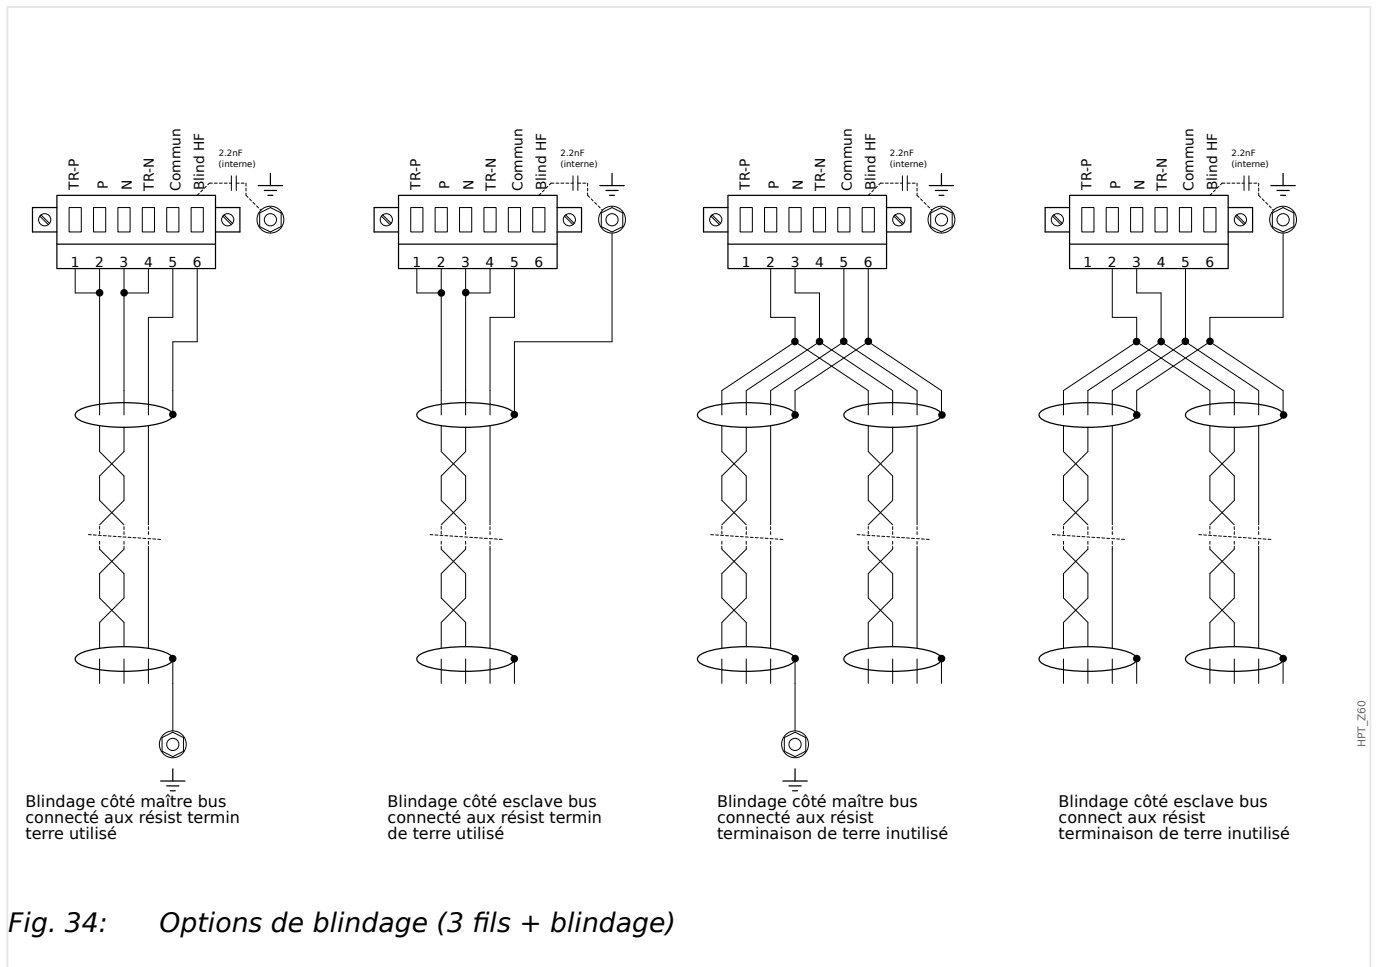 TR-P
P
N
TR-N
Commun
Blind HF
2.2nF
(interne)
1 2 3 4 5 6
TR-P
P
N
TR-N
Commun
Blind HF
2.2nF
(interne)
1 2 3 4 5 6
TR-P
P
N
TR-N
Commun
Blind HF
2.2nF
(interne)
1 2 3 4 5 6
TR-P
P
N
TR-N
Commun
Blind HF
2.2nF
(interne)
1 2 3 4 5 6
HPT_Z60
Blindage côté maître bus
connecté aux résist termin
terre utilisé
Blindage côté esclave bus
connecté aux résist termin
de terre utilisé
Blindage côté maître bus
connecté aux résist
terminaison de terre inutilisé
Blindage côté esclave bus
connect aux résist
terminaison de terre inutilisé
Fig. 34: Options de blindage (3 fils + blindage)